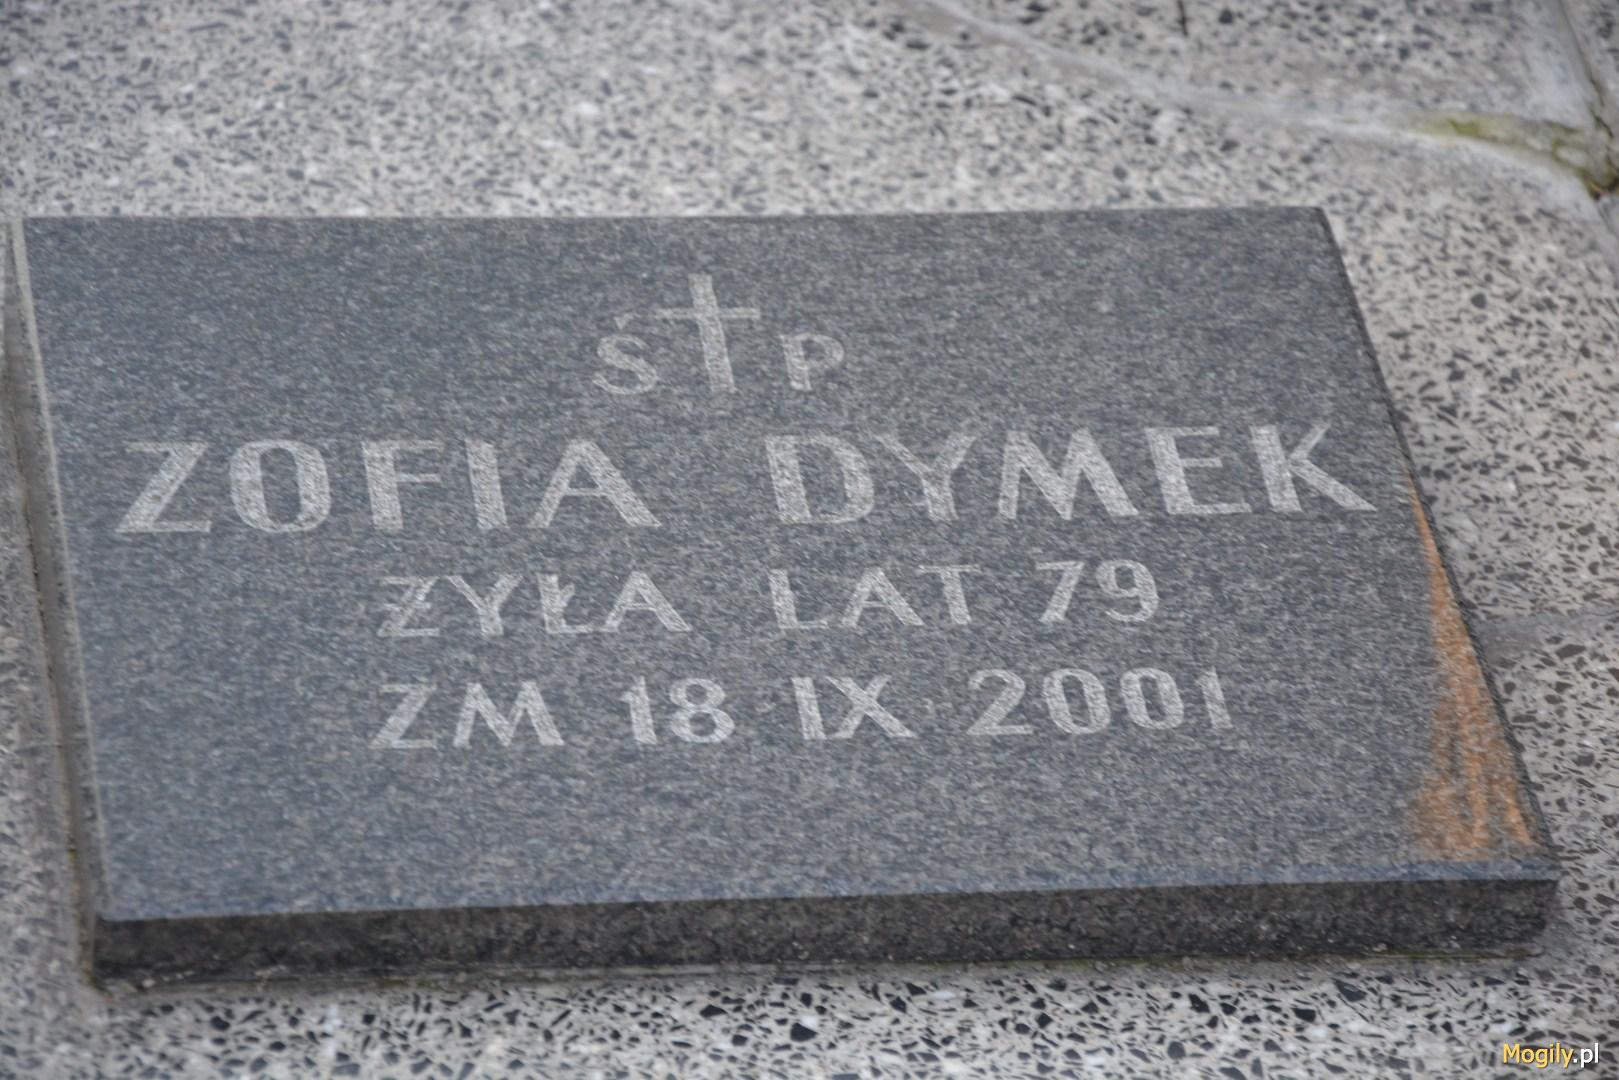 Ś † P
ZOFIA DYMEK
ŻYŁA LAT 79
ZM 18 IX 2001
Mogily.pl